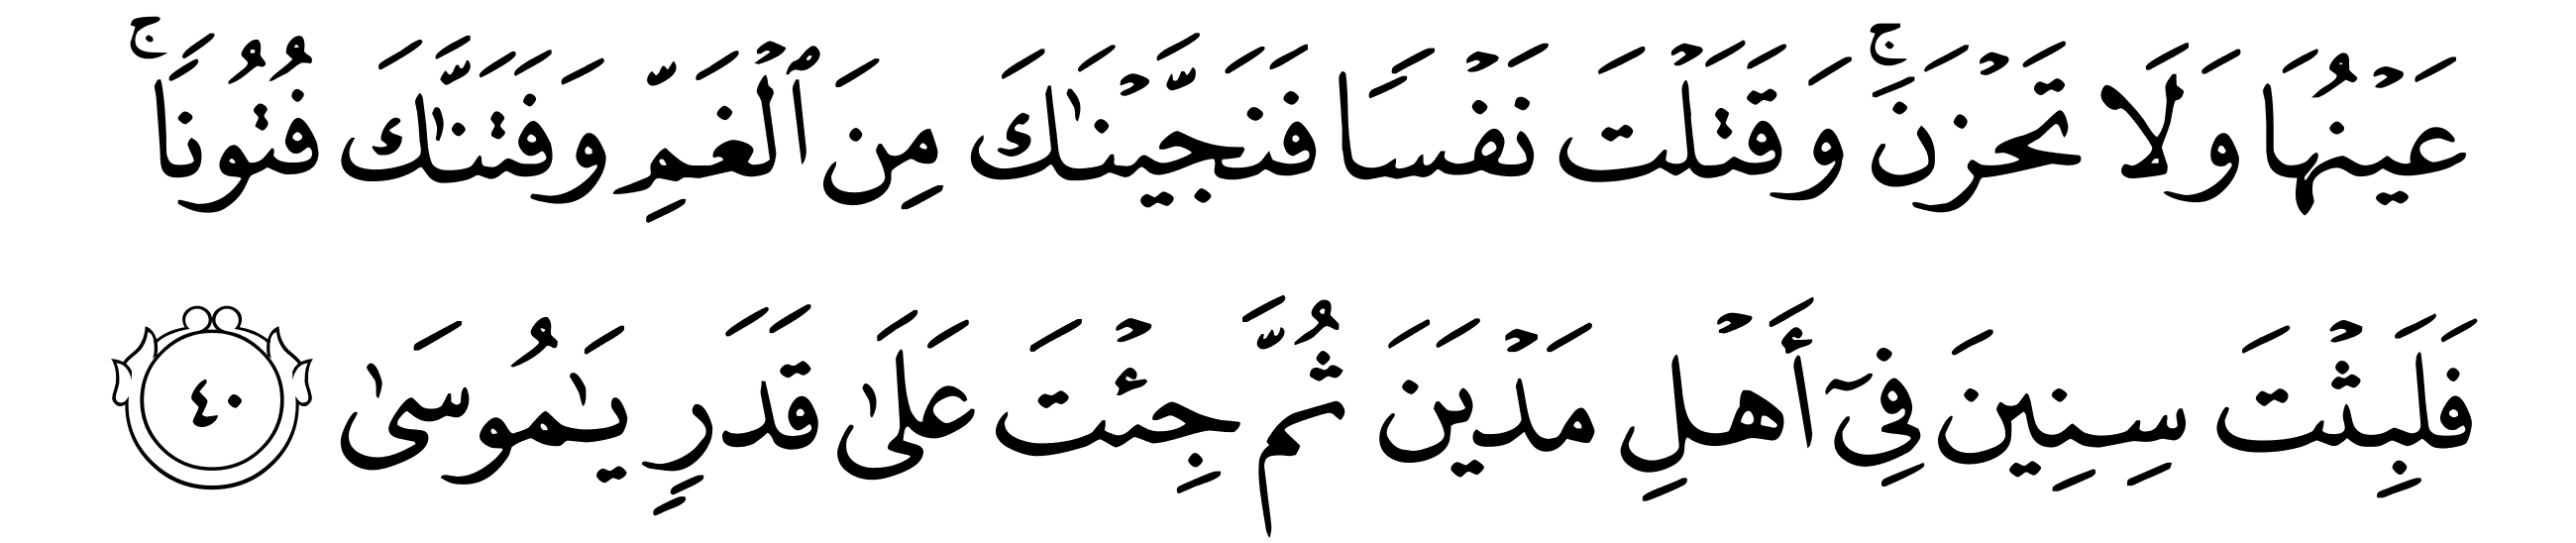 عَيْنُهَا وَلَا تَحْزَنَ ۚ وَقَتَلْتَ نَفْسًا فَنَجَّيْنَٰكَ مِنَ ٱلْغَمِّ وَفَتَنَّٰكَ فُتُونًا ۚ
فَلَبِثْتَ سِنِينَ فِىٓ أَهْلِ مَدْيَنَ ثُمَّ جِئْتَ عَلَىٰ قَدَرٍ يَٰمُوسَىٰ ٤٠